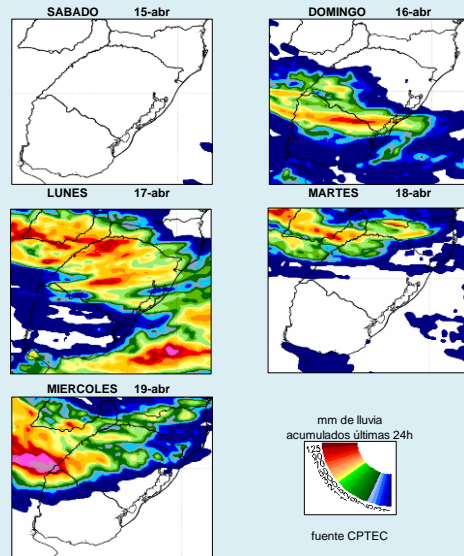 SABADO 15-abr
DOMINGO 16-abr
LUNES 17-abr
MARTES 18-abr
MIERCOLES 19-abr
mm de lluvia
acumulados últimas 24h
125
fuente CPTEC